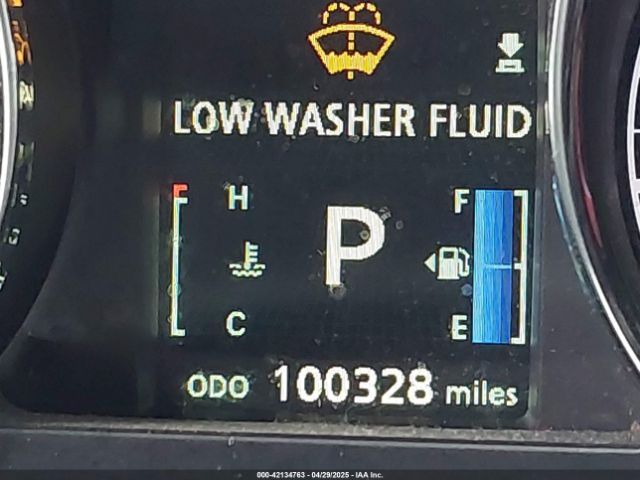 LOW WASHER FLUID
H
F
P
C
E
ODO 100328 miles
000-42134763 - 04/29/2025 - IAA Inc.